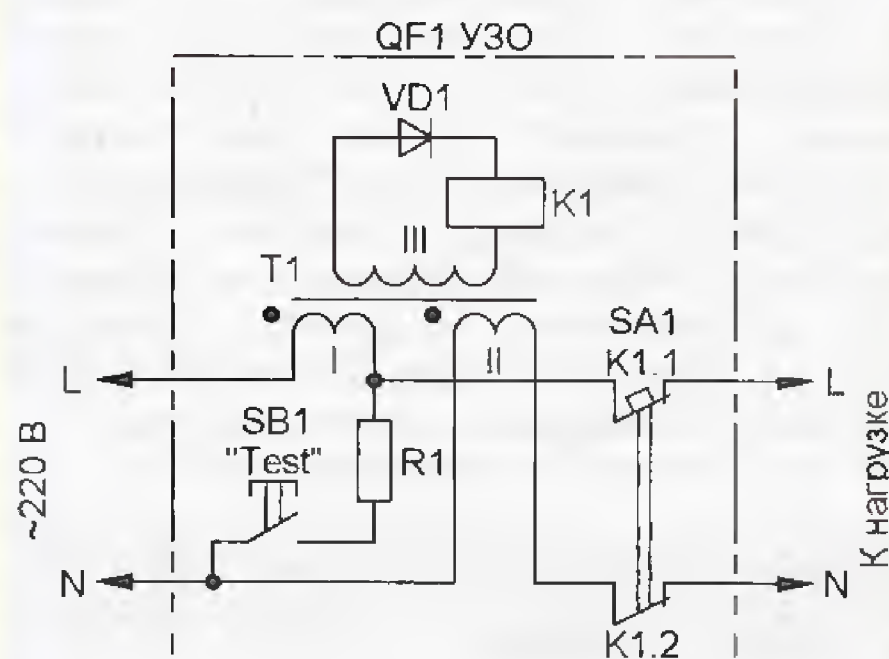 QF1 УЗО
VD1
K1
III
T1
I
II
SA1
K1.1
L
L
SB1
"Test"
R1
~220 В
К нагрузке
N
N
K1.2